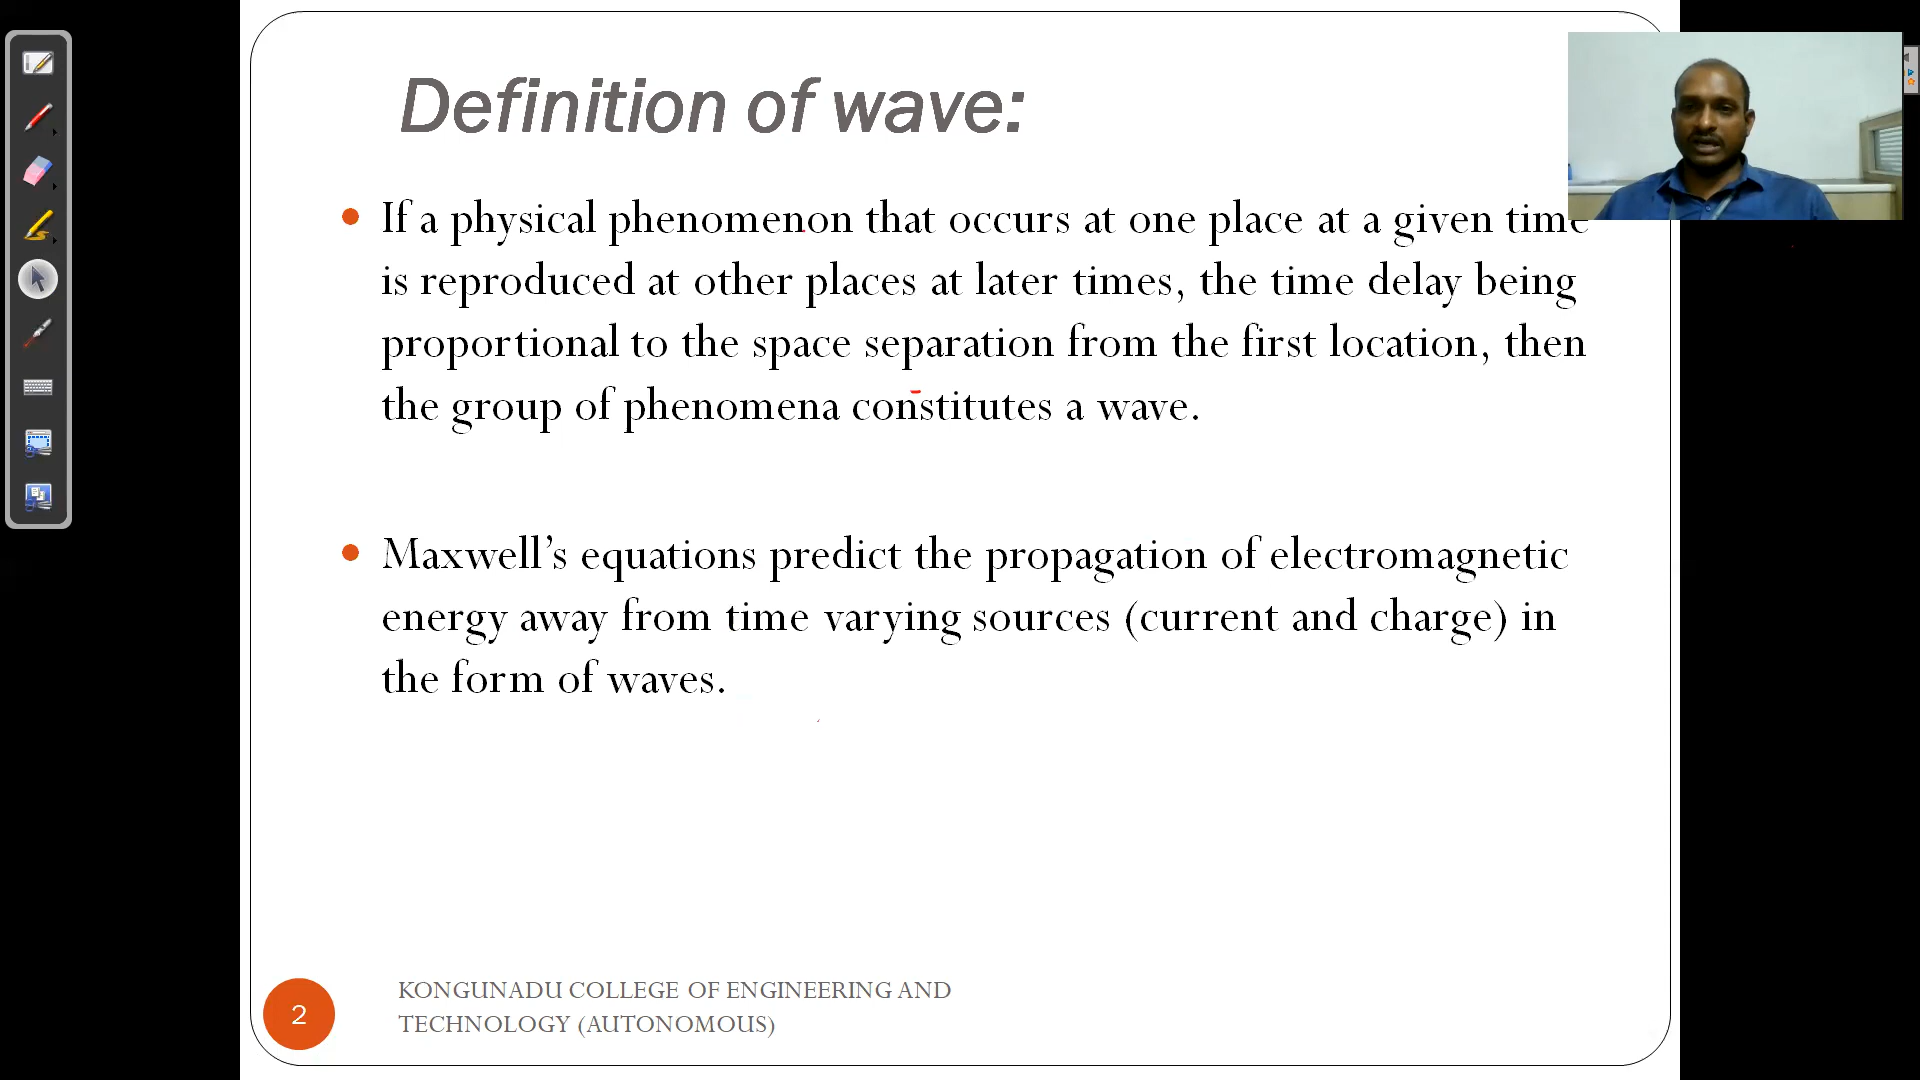 Definition of wave:
If a physical phenomenon that occurs at one place at a given time
is reproduced at other places at later times, the time delay being
proportional to the space separation from the first location, then
the group of phenomena constitutes a wave.
Maxwell’s equations predict the propagation of electromagnetic
energy away from time varying sources (current and charge) in
the form of waves.
2
KONGUNADU COLLEGE OF ENGINEERING AND
TECHNOLOGY (AUTONOMOUS)